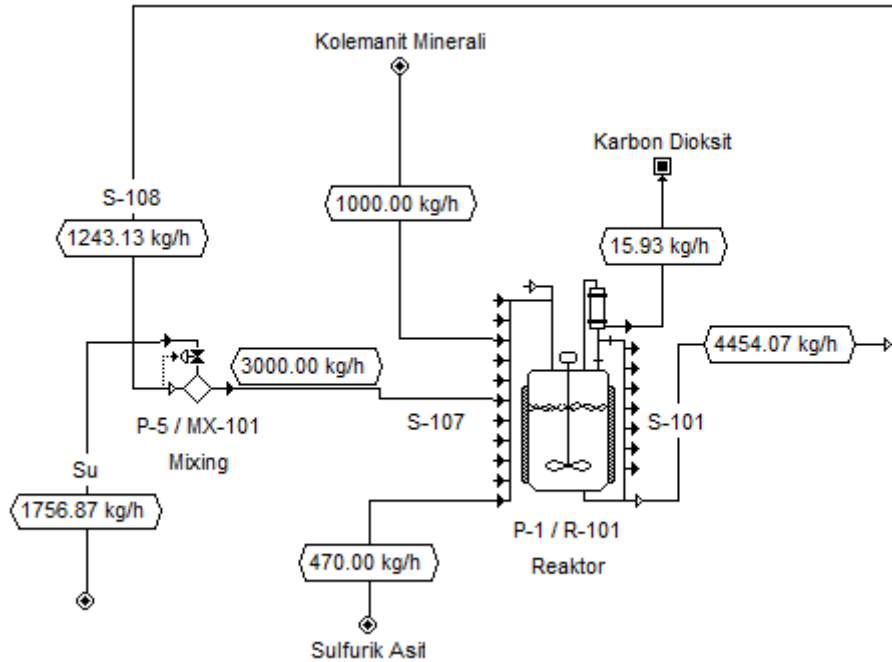 Kolemanit Minerali
Karbon Dioksit
S-108
1000.00 kg/h
1243.13 kg/h
15.93 kg/h
4454.07 kg/h
3000.00 kg/h
S-107
S-101
P-5 / MX-101
Mixing
Su
1756.87 kg/h
P-1 / R-101
Reaktor
470.00 kg/h
Sulfurik Asit